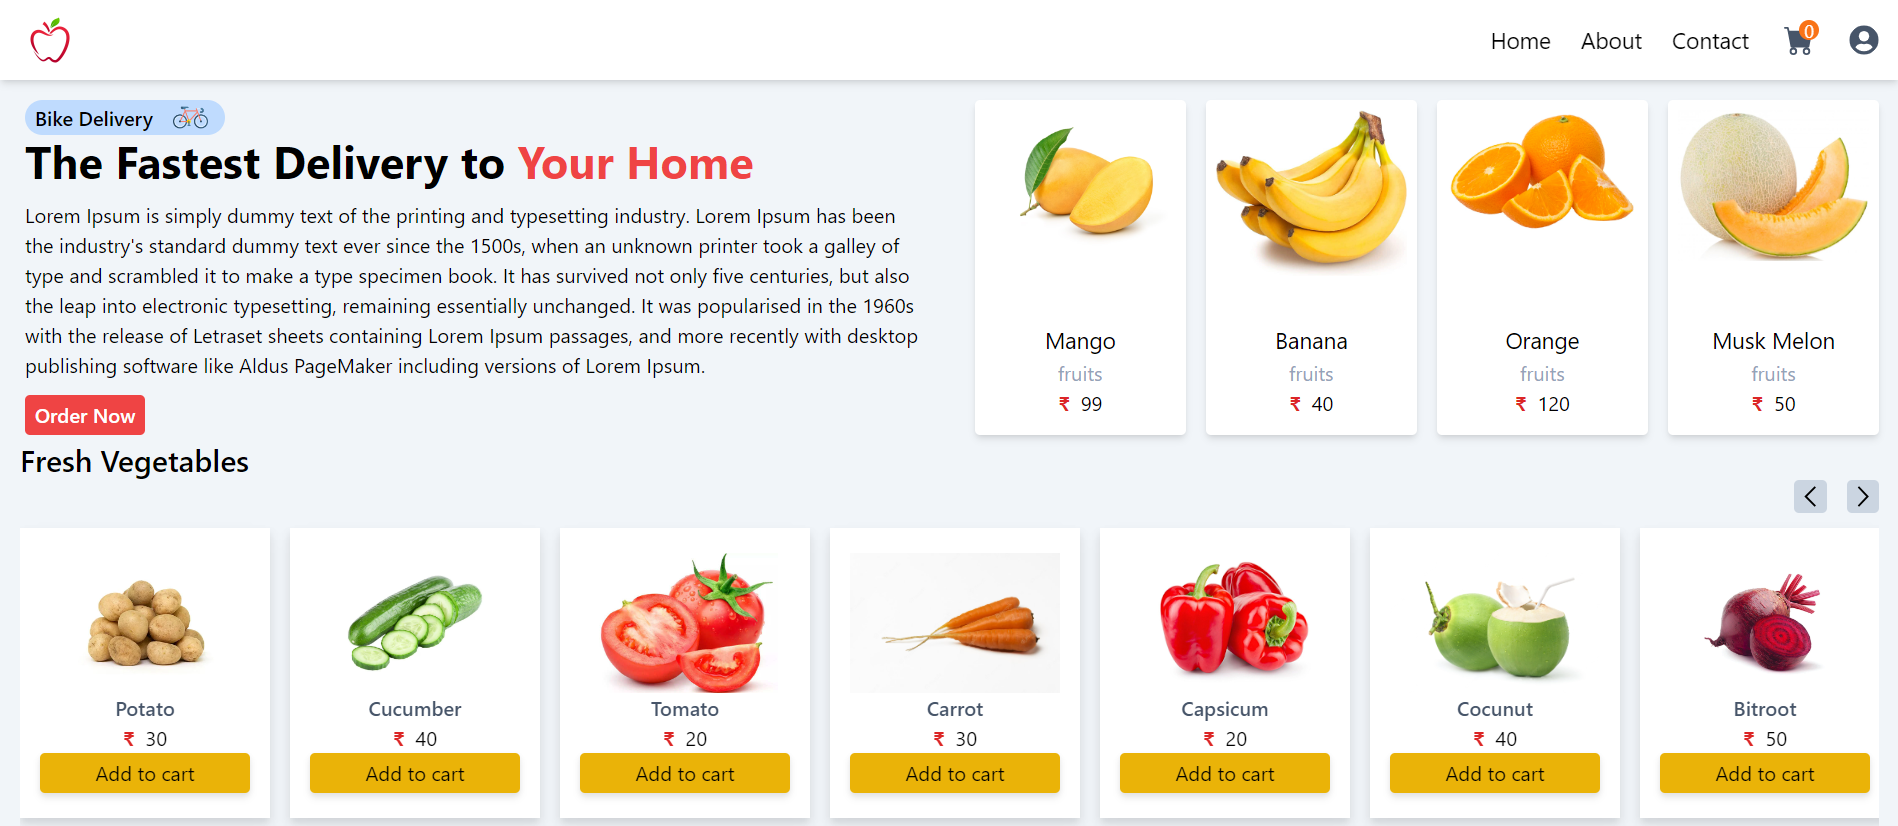 Home About Contact 0
Bike Delivery
The Fastest Delivery to Your Home
Lorem Ipsum is simply dummy text of the printing and typesetting industry. Lorem Ipsum has been
the industry's standard dummy text ever since the 1500s, when an unknown printer took a galley of
type and scrambled it to make a type specimen book. It has survived not only five centuries, but also
the leap into electronic typesetting, remaining essentially unchanged. It was popularised in the 1960s
with the release of Letraset sheets containing Lorem Ipsum passages, and more recently with desktop
publishing software like Aldus PageMaker including versions of Lorem Ipsum.
Order Now
Mango
fruits
₹ 99
Banana
fruits
₹ 40
Orange
fruits
₹ 120
Musk Melon
fruits
₹ 50
Fresh Vegetables
Potato
₹ 30
Add to cart
Cucumber
₹ 40
Add to cart
Tomato
₹ 20
Add to cart
Carrot
₹ 30
Add to cart
Capsicum
₹ 20
Add to cart
Cocunut
₹ 40
Add to cart
Bitroot
₹ 50
Add to cart